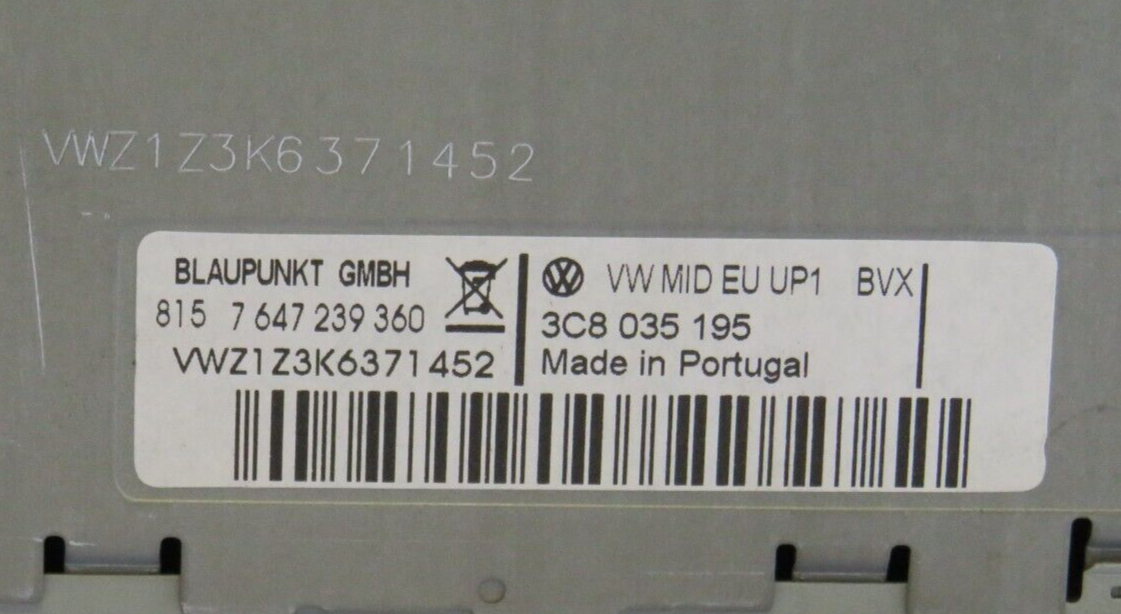 VWZ1Z3K6371452
BLAUPUNKT GMBH
815 7 647 239 360
VWZ1Z3K6371452
VW MID EU UP1 BVX
3C8 035 195
Made in Portugal